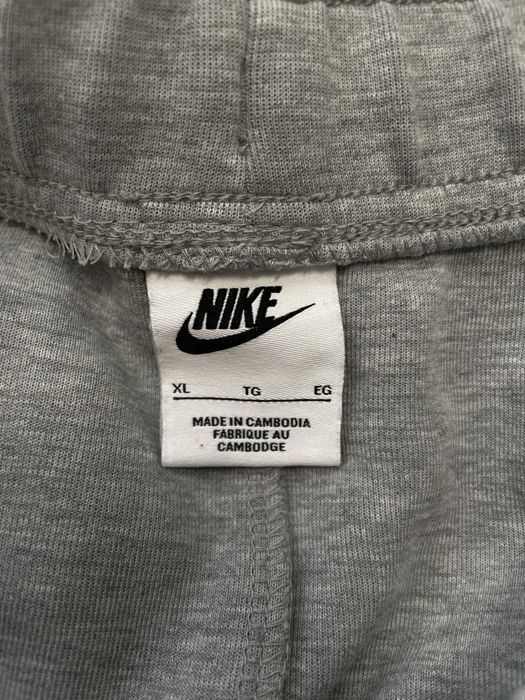 NIKE
XL TG EG
MADE IN CAMBODIA
FABRIQUE AU
CAMBODGE